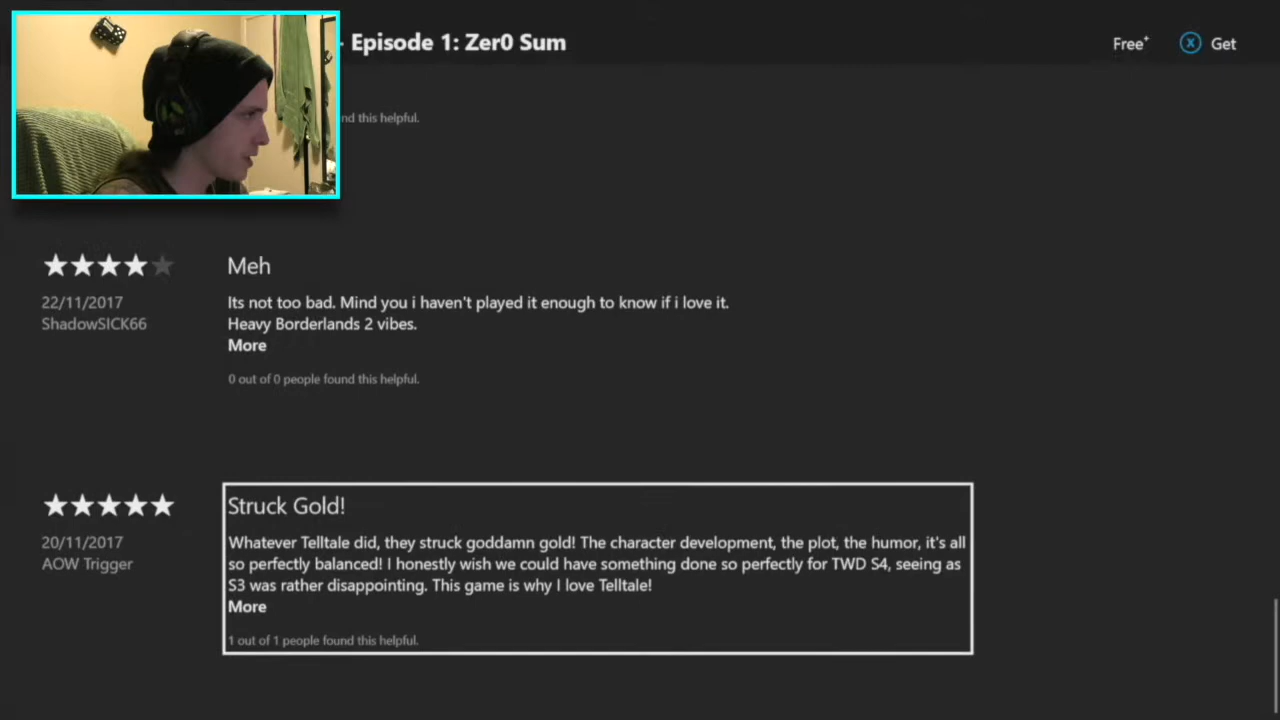 - Episode 1: Zer0 Sum
Free+
X Get
nd this helpful.
Meh
22/11/2017
ShadowSICK66
Its not too bad. Mind you i haven't played it enough to know if i love it.
Heavy Borderlands 2 vibes.
More
0 out of 0 people found this helpful.
Struck Gold!
20/11/2017
AOW Trigger
Whatever Telltale did, they struck goddamn gold! The character development, the plot, the humor, it's all
so perfectly balanced! I honestly wish we could have something done so perfectly for TWD S4, seeing as
S3 was rather disappointing. This game is why I love Telltale!
More
1 out of 1 people found this helpful.